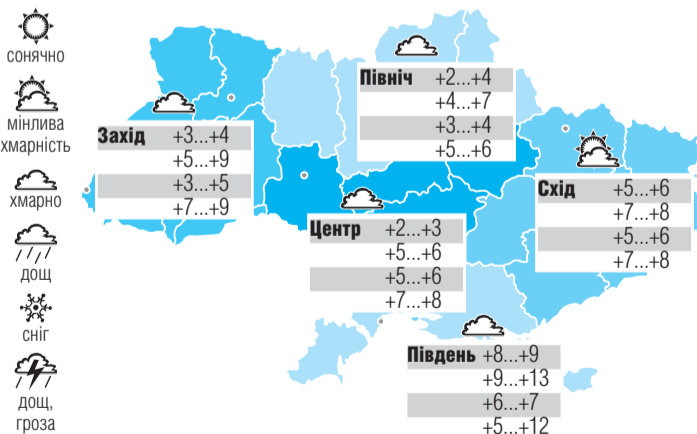 сонячно
мінлива
хмарність
хмарно
дощ
сніг
дощ,
гроза
Північ +2...+4
+4...+7
+3...+4
+5...+6
Захід +3...+4
+5...+9
+3...+5
+7...+9
Схід +5...+6
+7...+8
+5...+6
+7...+8
Центр +2...+3
+5...+6
+5...+6
+7...+8
Південь +8...+9
+9...+13
+6...+7
+5...+12